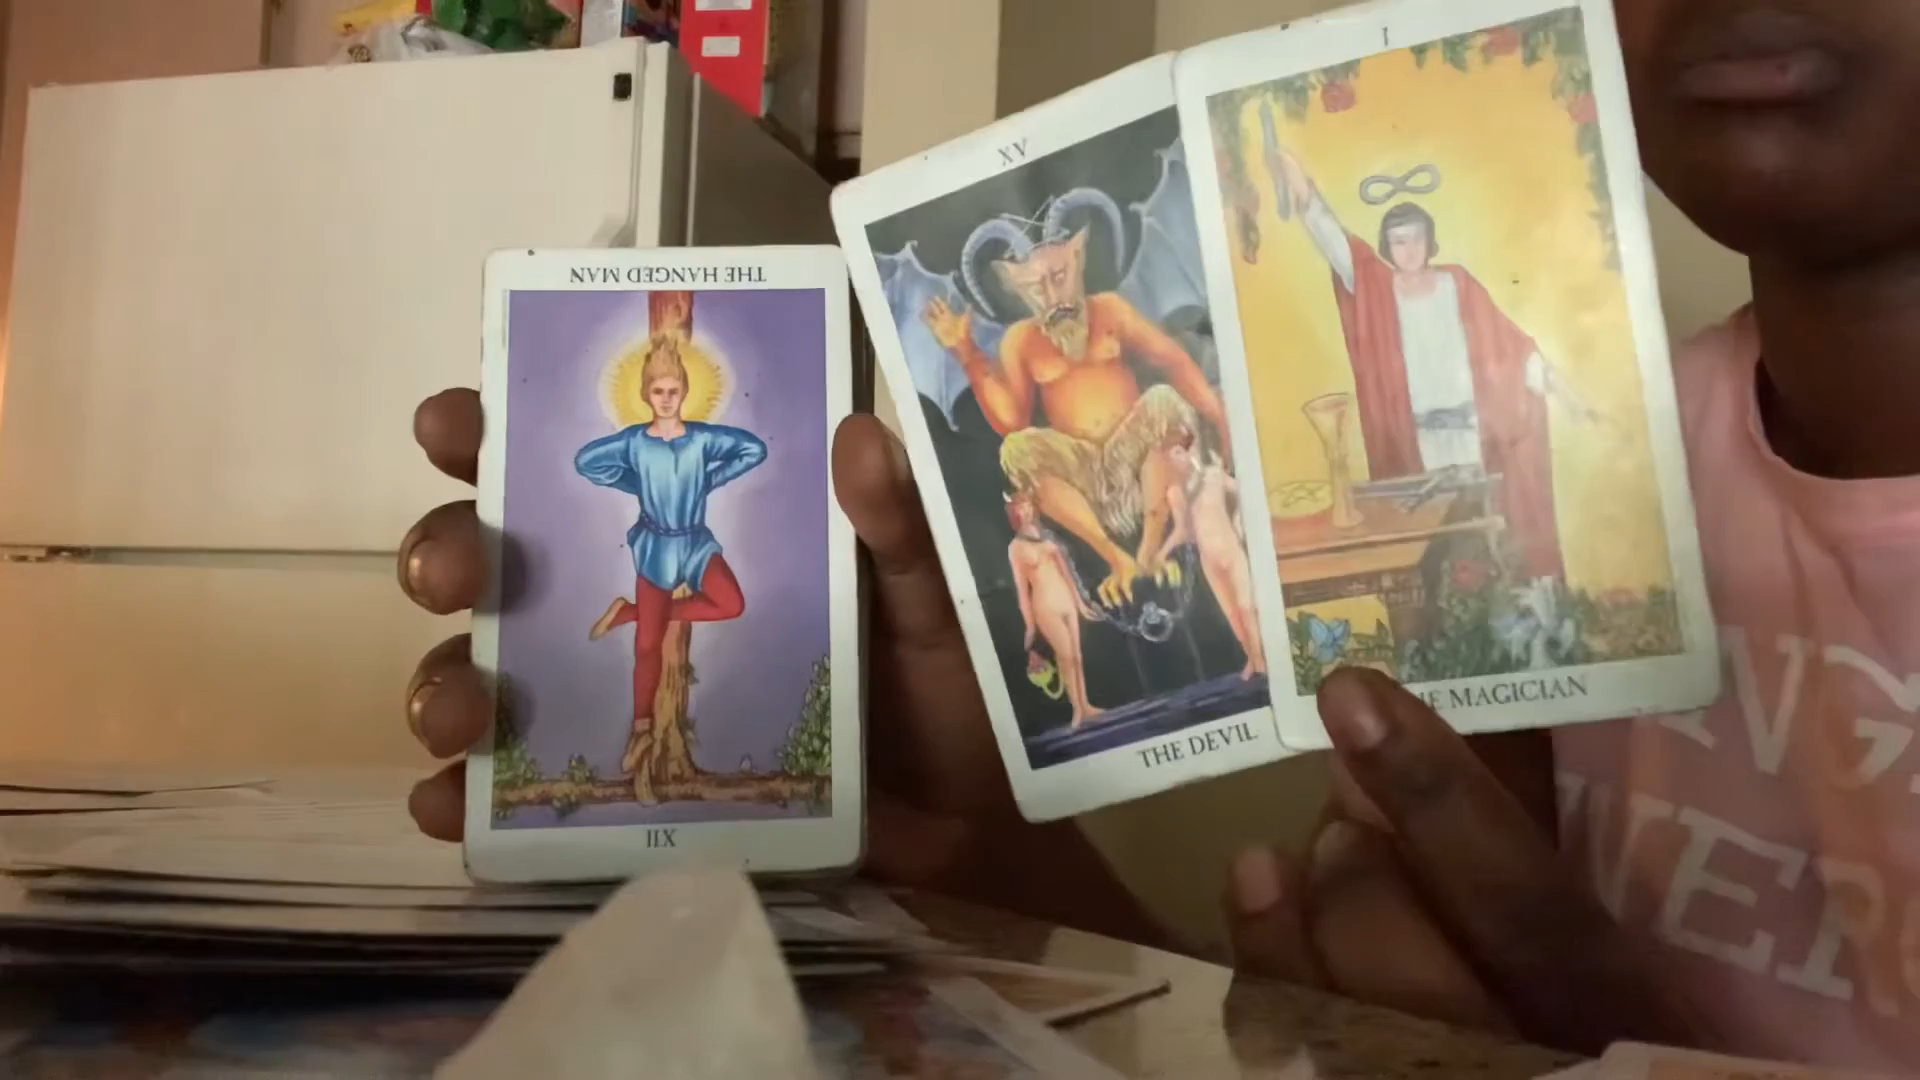 THE HANGED MAN
XII
XV
THE DEVIL
I
MAGICIAN